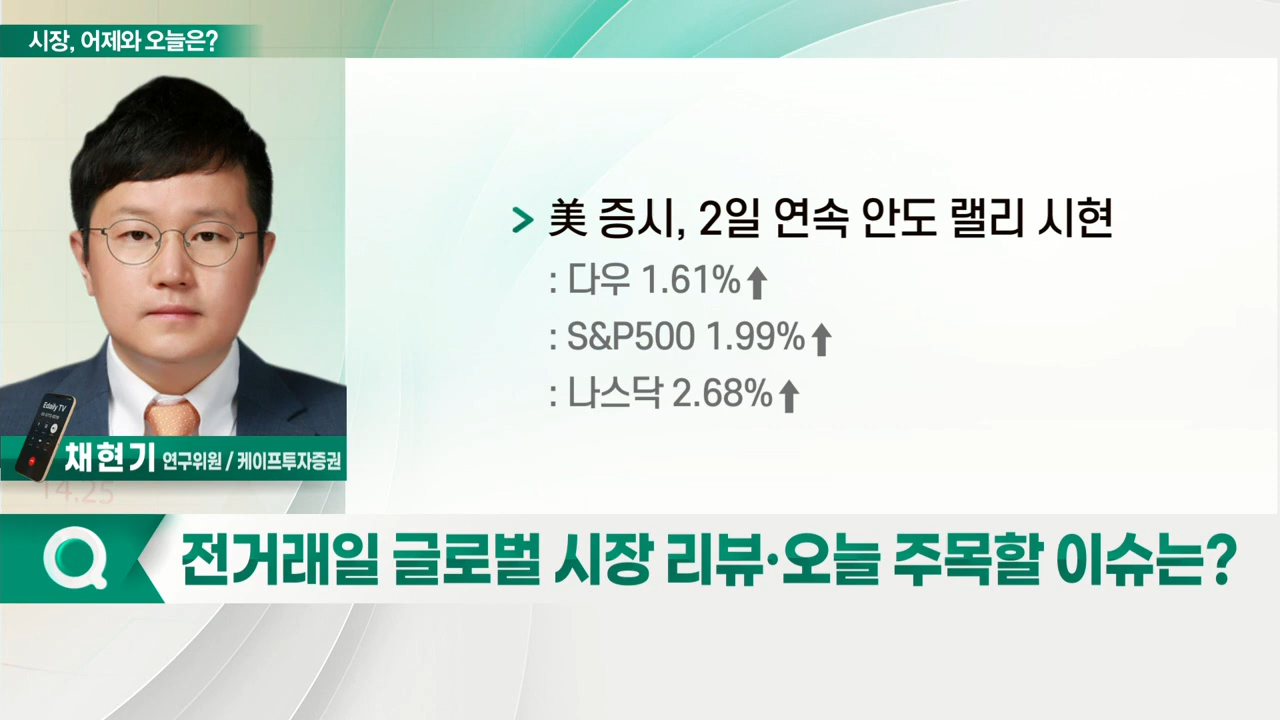 시장, 어제와 오늘은?
> 美 증시, 2일 연속 안도 랠리 시현
: 다우 1.61%⬆
: S&P500 1.99%⬆
: 나스닥 2.68%⬆
Edaily TV
채현기 연구위원 / 케이프투자증권
14.25
전거래일 글로벌 시장 리뷰·오늘 주목할 이슈는?